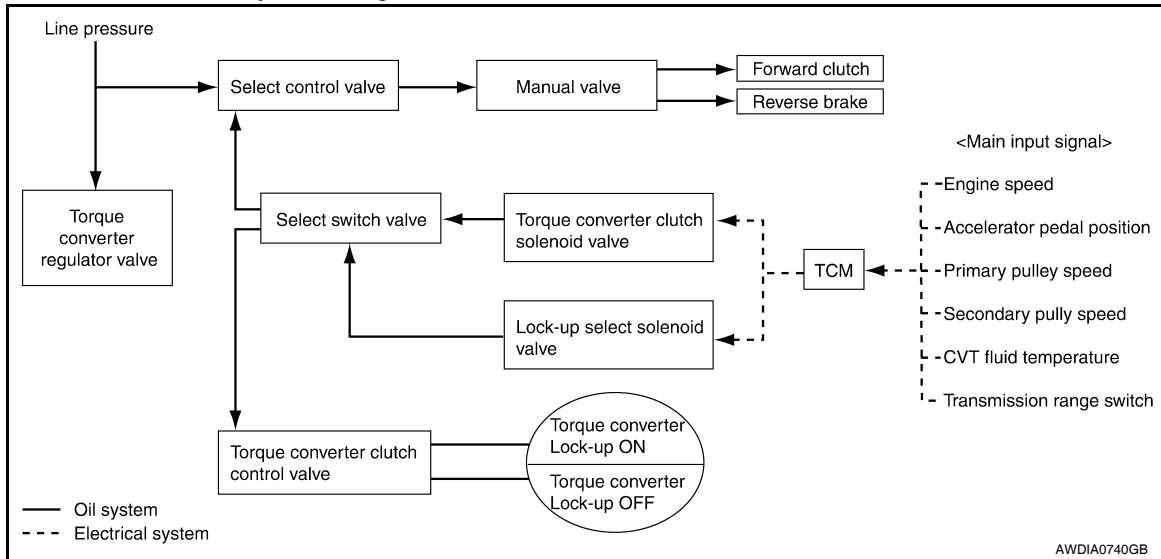 Line pressure
Select control valve
Manual valve
Forward clutch
Reverse brake
<Main input signal>
Torque
converter
regulator valve
Select switch valve
Torque converter clutch
solenoid valve
TCM
Engine speed
Accelerator pedal position
Primary pulley speed
Secondary pully speed
CVT fluid temperature
Transmission range switch
Lock-up select solenoid
valve
Torque converter clutch
control valve
Torque converter
Lock-up ON
Torque converter
Lock-up OFF
Oil system
Electrical system
AWDIA0740GB